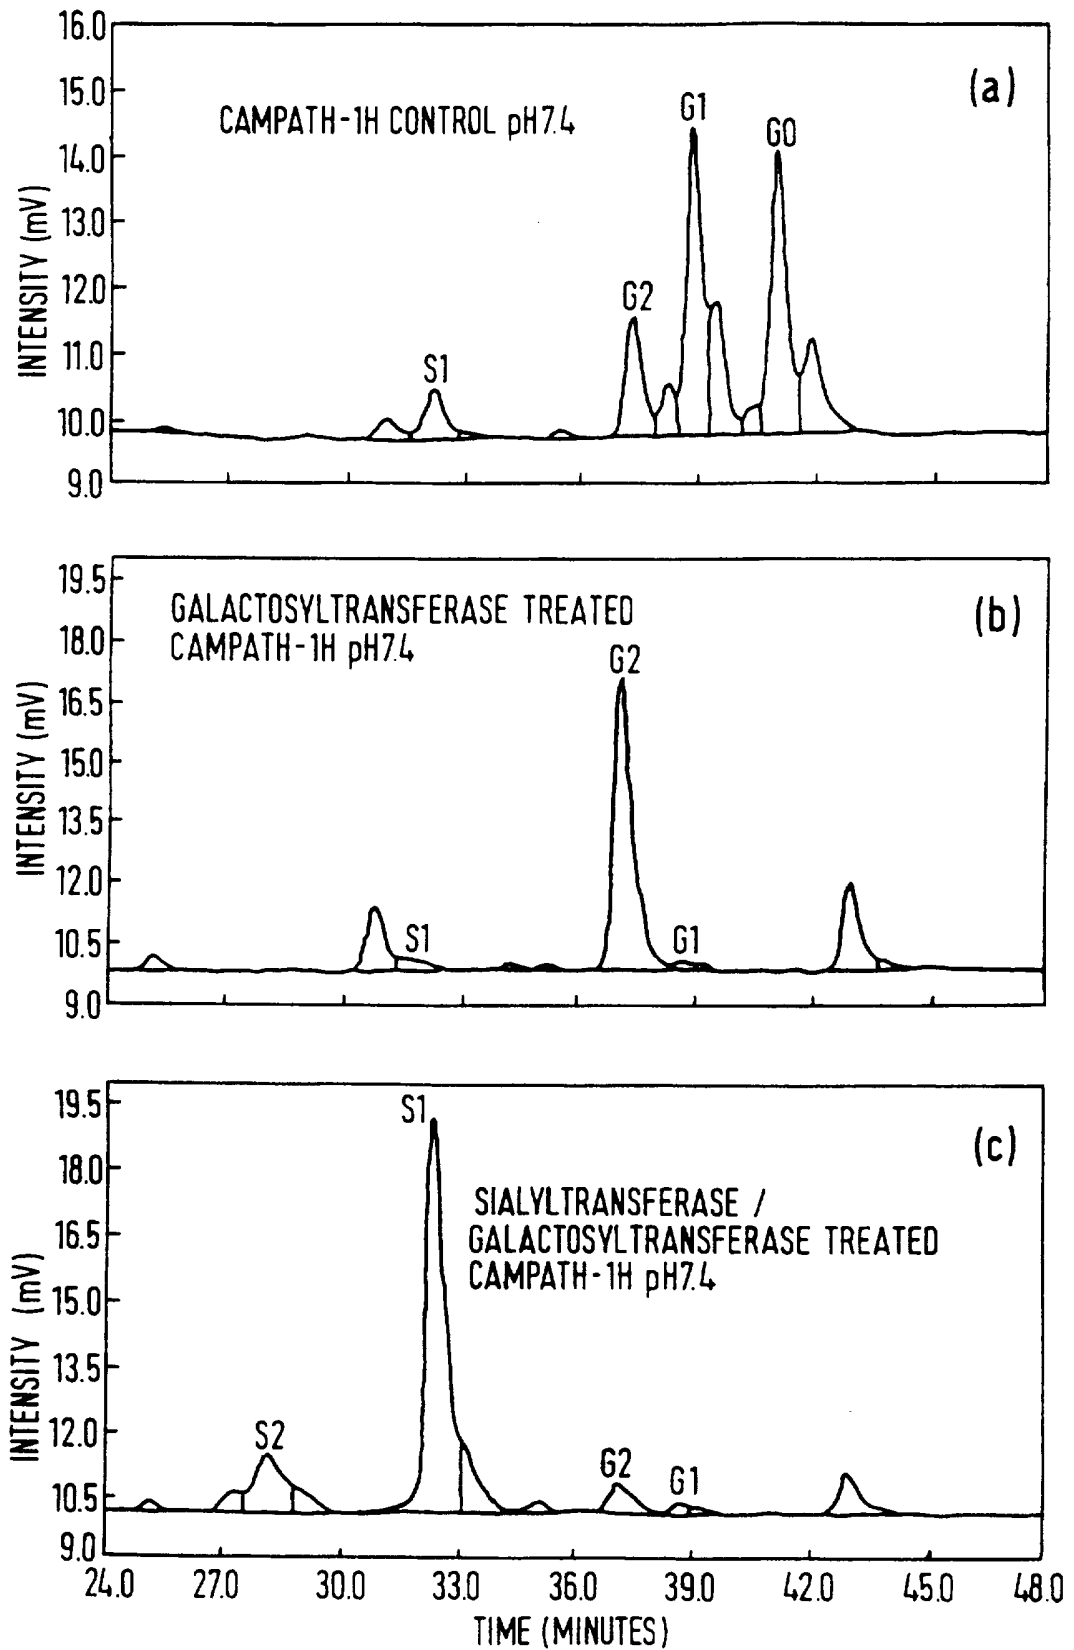 16.0
15.0
14.0
13.0
12.0
11.0
10.0
9.0
INTENSITY (mV)
(a)
CAMPATH-1H CONTROL pH7.4
S1
G2
G1
G0
19.5
18.0
16.5
15.0
13.5
12.0
10.5
9.0
INTENSITY (mV)
(b)
GALACTOSYLTRANSFERASE TREATED
CAMPATH-1H pH7.4
S1
G2
G1
19.5
18.0
16.5
15.0
13.5
12.0
10.5
9.0
INTENSITY (mV)
(c)
SIALYLTRANSFERASE /
GALACTOSYLTRANSFERASE TREATED
CAMPATH-1H pH7.4
S2
S1
G2
G1
24.0 27.0 30.0 33.0 36.0 39.0 42.0 45.0 48.0
TIME (MINUTES)